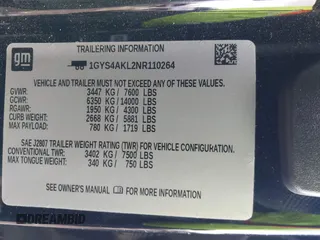 gm
TRAILERING INFORMATION
1GYS4AKL2NR110264
VEHICLE AND TRAILER MUST NOT EXCEED ANY OF THESE:
GVWR: 3447 KG / 7600 LBS
GCWR: 6350 KG / 14000 LBS
RGAWR: 1950 KG / 4300 LBS
CURB WEIGHT: 2668 KG / 5881 LBS
MAX PAYLOAD: 780 KG / 1719 LBS
SAE J2807 TRAILER WEIGHT RATING (TWR) FOR VEHICLE CONFIGURATION.
CONVENTIONAL TWR: 3402 KG / 7500 LBS
MAX TONGUE WEIGHT: 340 KG / 750 LBS
SEE OWNER'S MANUAL FOR MORE INFORMATION
DREAMBID